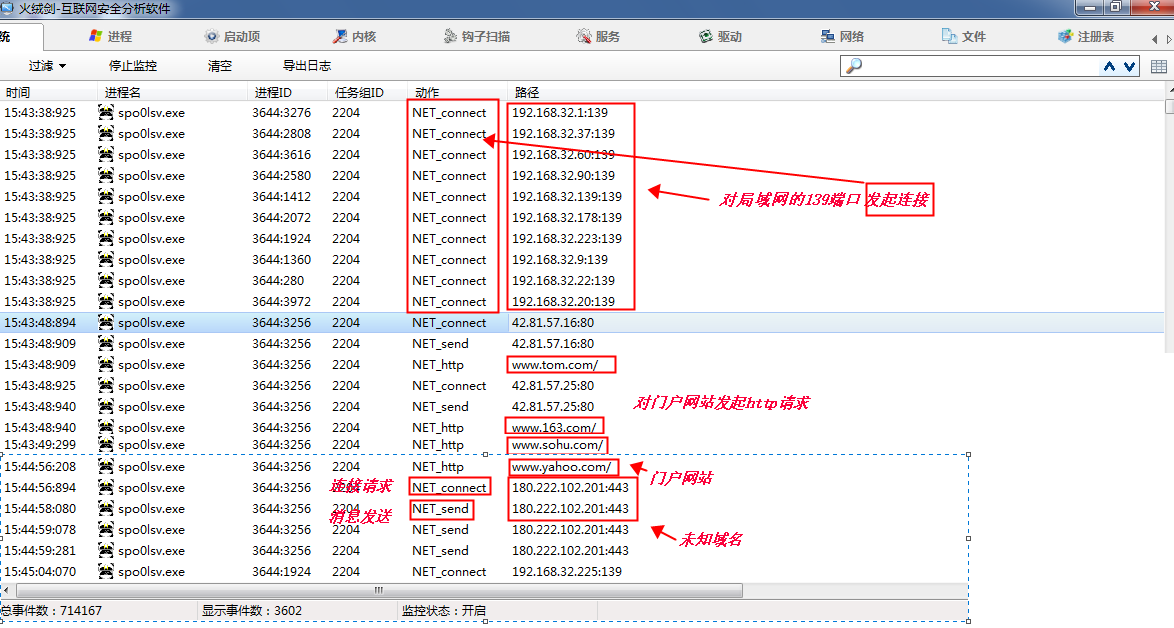 火绒剑-互联网安全分析软件
统 进程 启动项 内核 钩子扫描 服务 驱动 网络 文件 注册表
过滤 停止监控 清空 导出日志
时间 进程名 进程ID 任务组ID 动作 路径
15:43:38:925 spo0lsv.exe 3644:3276 2204 NET_connect 192.168.32.1:139
15:43:38:925 spo0lsv.exe 3644:2808 2204 NET_connect 192.168.32.37:139
15:43:38:925 spo0lsv.exe 3644:3616 2204 NET_connect 192.168.32.60:139
15:43:38:925 spo0lsv.exe 3644:2580 2204 NET_connect 192.168.32.90:139
15:43:38:925 spo0lsv.exe 3644:1412 2204 NET_connect 192.168.32.139:139
对局域网的139端口 发起连接
15:43:38:925 spo0lsv.exe 3644:2072 2204 NET_connect 192.168.32.178:139
15:43:38:925 spo0lsv.exe 3644:1924 2204 NET_connect 192.168.32.223:139
15:43:38:925 spo0lsv.exe 3644:1360 2204 NET_connect 192.168.32.9:139
15:43:38:925 spo0lsv.exe 3644:280 2204 NET_connect 192.168.32.22:139
15:43:38:925 spo0lsv.exe 3644:3972 2204 NET_connect 192.168.32.20:139
15:43:48:894 spo0lsv.exe 3644:3256 2204 NET_connect 42.81.57.16:80
15:43:48:909 spo0lsv.exe 3644:3256 2204 NET_send 42.81.57.16:80
15:43:48:909 spo0lsv.exe 3644:3256 2204 NET_http www.tom.com/
15:43:48:925 spo0lsv.exe 3644:3256 2204 NET_connect 42.81.57.25:80
15:43:48:940 spo0lsv.exe 3644:3256 2204 NET_send 42.81.57.25:80
对门户网站发起http请求
15:43:48:940 spo0lsv.exe 3644:3256 2204 NET_http www.163.com/
15:43:49:299 spo0lsv.exe 3644:3256 2204 NET_http www.sohu.com/
15:44:56:208 spo0lsv.exe 3644:3256 2204 NET_http www.yahoo.com/
门户网站
15:44:56:894 spo0lsv.exe 3644:3256 2204 NET_connect 180.222.102.201:443
连接请求
15:44:58:080 spo0lsv.exe 3644:3256 2204 NET_send 180.222.102.201:443
消息发送
15:44:59:078 spo0lsv.exe 3644:3256 2204 NET_send 180.222.102.201:443
未知域名
15:44:59:281 spo0lsv.exe 3644:3256 2204 NET_send 180.222.102.201:443
15:45:04:070 spo0lsv.exe 3644:1924 2204 NET_connect 192.168.32.225:139
总事件数：714167 显示事件数：3602 监控状态：开启